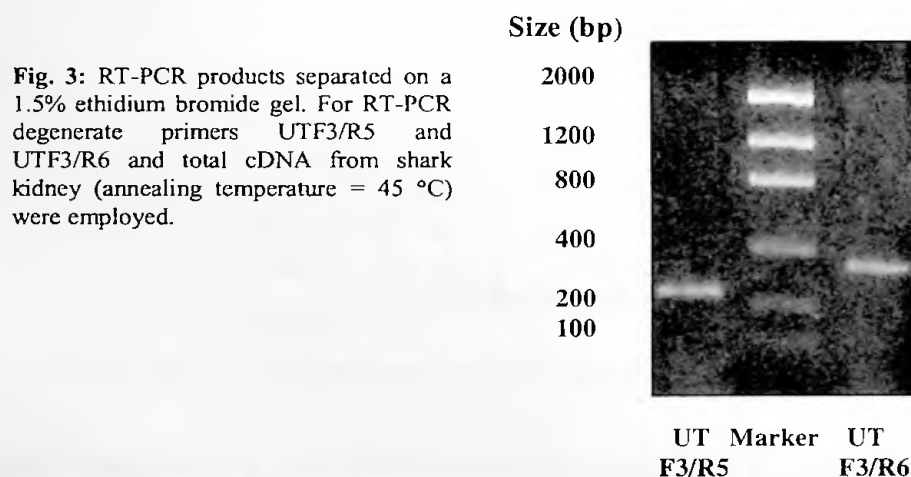 Fig. 3: RT-PCR products separated on a
1.5% ethidium bromide gel. For RT-PCR
degenerate primers UTF3/R5 and
UTF3/R6 and total cDNA from shark
kidney (annealing temperature = 45 °C)
were employed.
Size (bp)
2000
1200
800
400
200
100
UT Marker UT
F3/R5 F3/R6